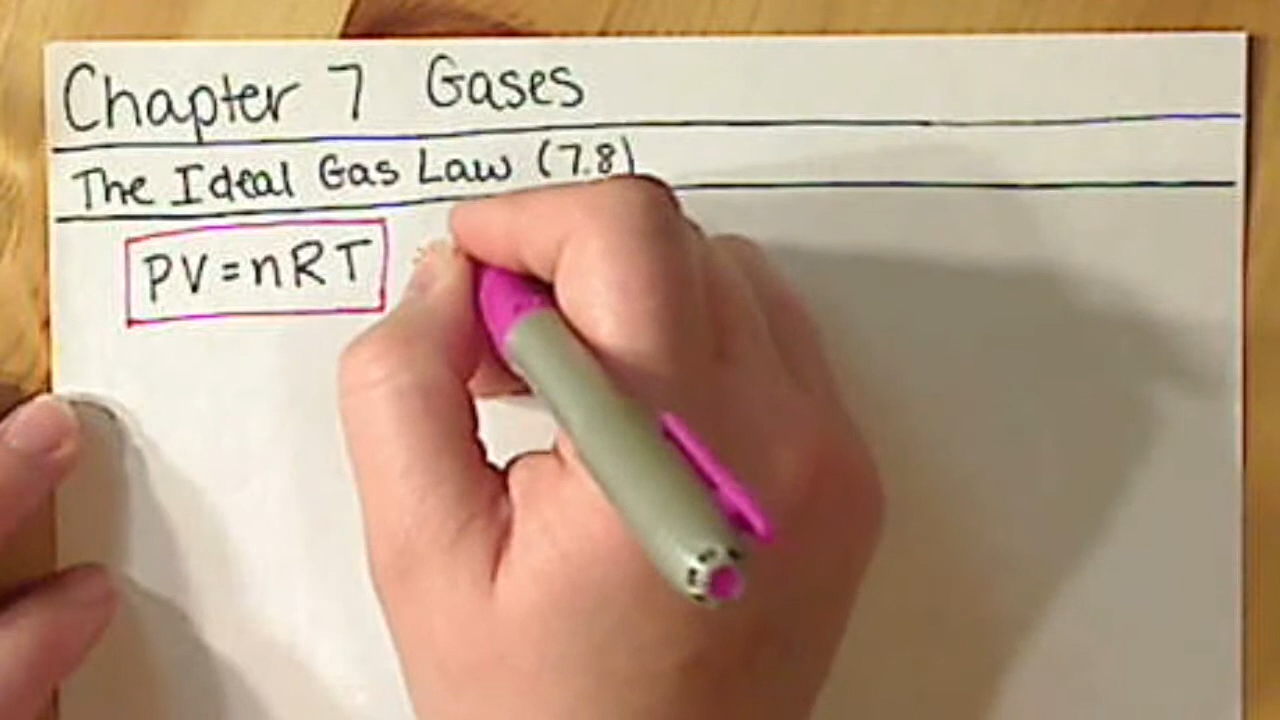 Chapter 7 Gases
The Ideal Gas Law (7.8)
PV=nRT